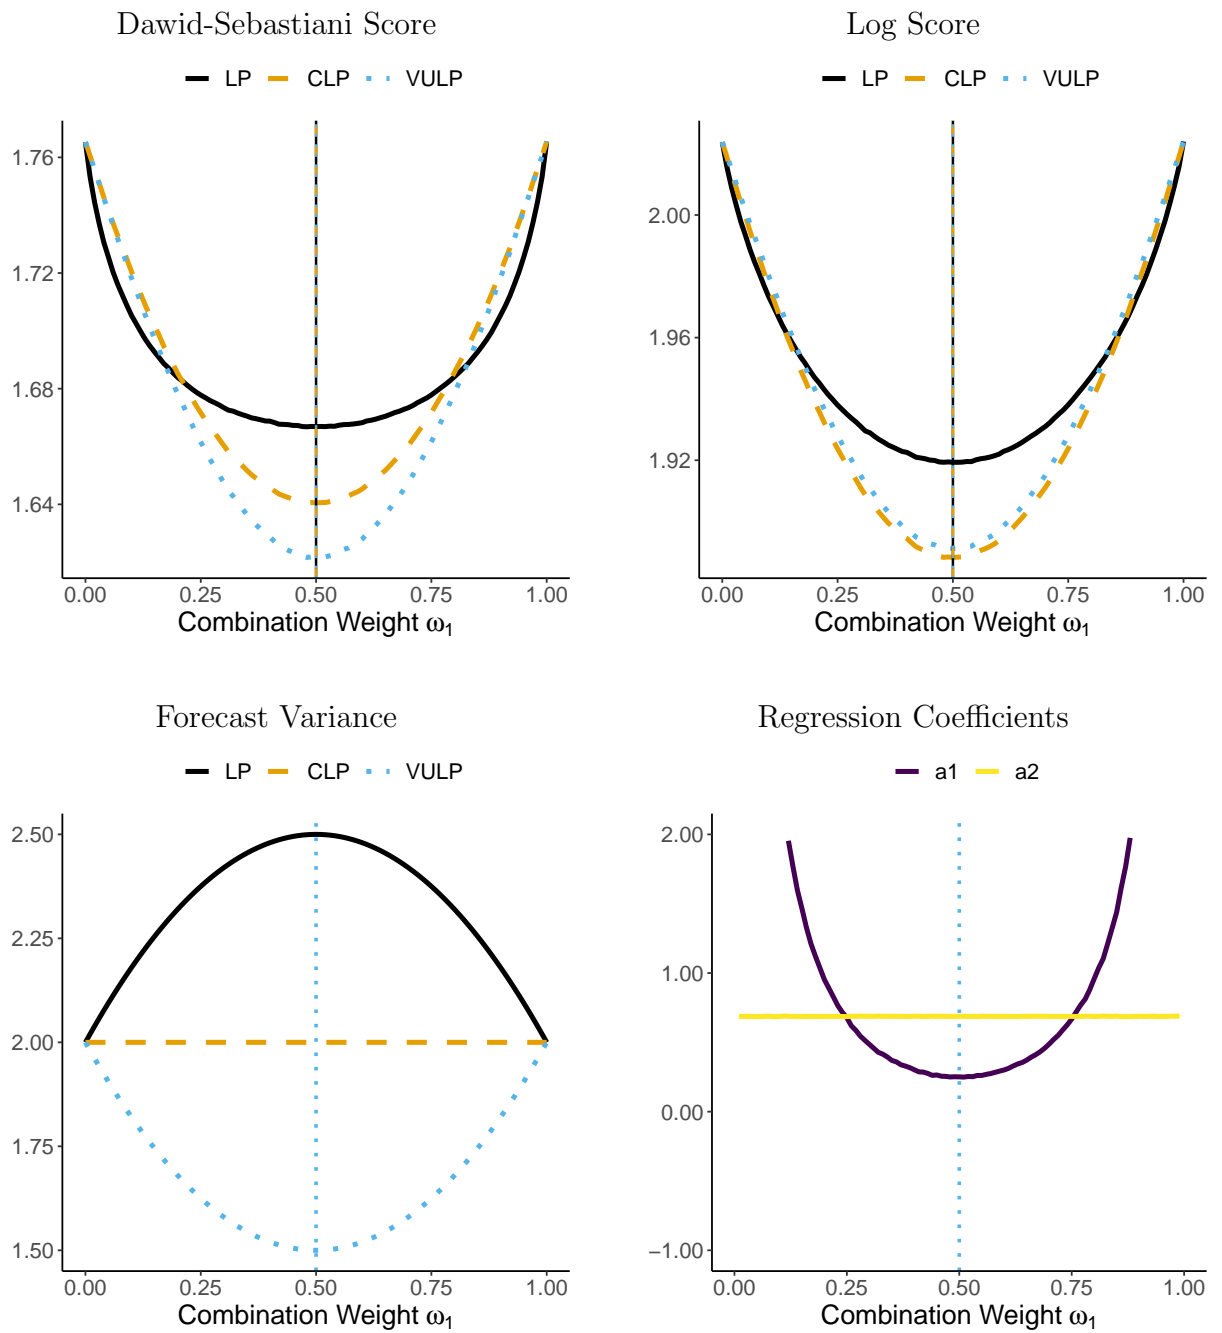 Dawid-Sebastiani Score
LP CLP VULP
1.76
1.72
1.68
1.64
0.00 0.25 0.50 0.75 1.00
Combination Weight ω₁
Log Score
LP CLP VULP
2.00
1.96
1.92
0.00 0.25 0.50 0.75 1.00
Combination Weight ω₁
Forecast Variance
LP CLP VULP
2.50
2.25
2.00
1.75
1.50
0.00 0.25 0.50 0.75 1.00
Combination Weight ω₁
Regression Coefficients
a1 a2
2.00
1.00
0.00
−1.00
0.00 0.25 0.50 0.75 1.00
Combination Weight ω₁